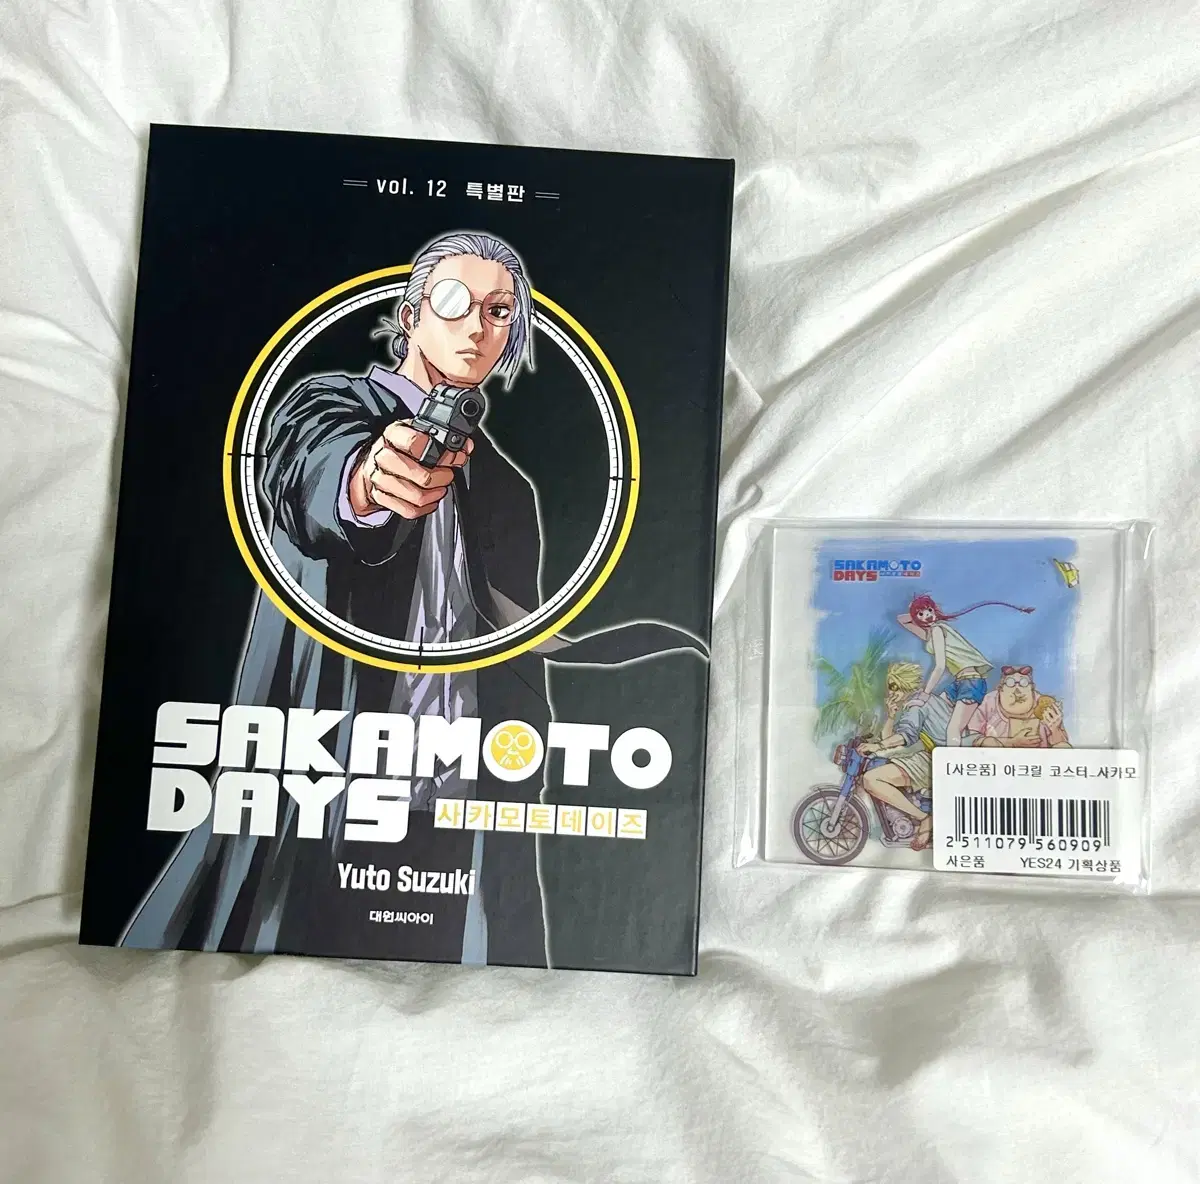 vol. 12 특별판
SAKAMOTO
DAYS 사카모토데이즈
Yuto Suzuki
대원씨아이
SAKAMOTO
DAYS
[사은품] 아크릴 코스터_사카모
2511079560909
사은품 YES24 기획상품